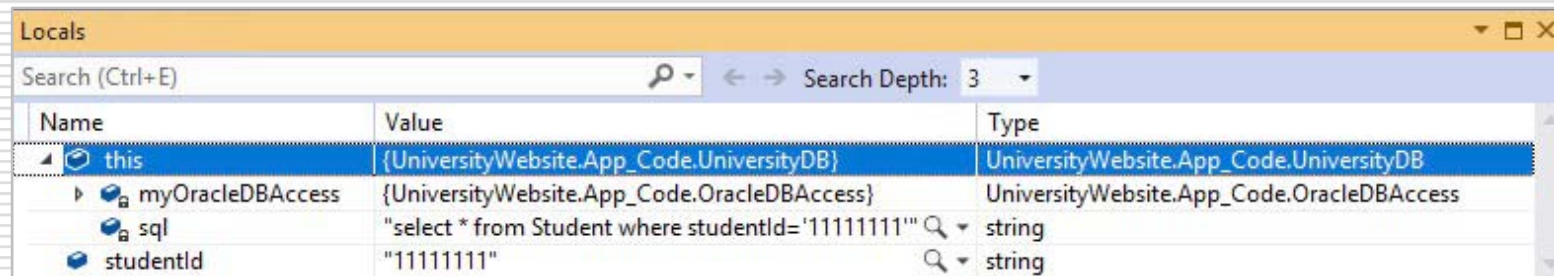 Locals
Search (Ctrl+E) Search Depth: 3
Name Value Type
this {UniversityWebsite.App_Code.UniversityDB} UniversityWebsite.App_Code.UniversityDB
myOracleDBAccess {UniversityWebsite.App_Code.OracleDBAccess} UniversityWebsite.App_Code.OracleDBAccess
sql "select * from Student where studentId='11111111'" string
studentId "11111111" string